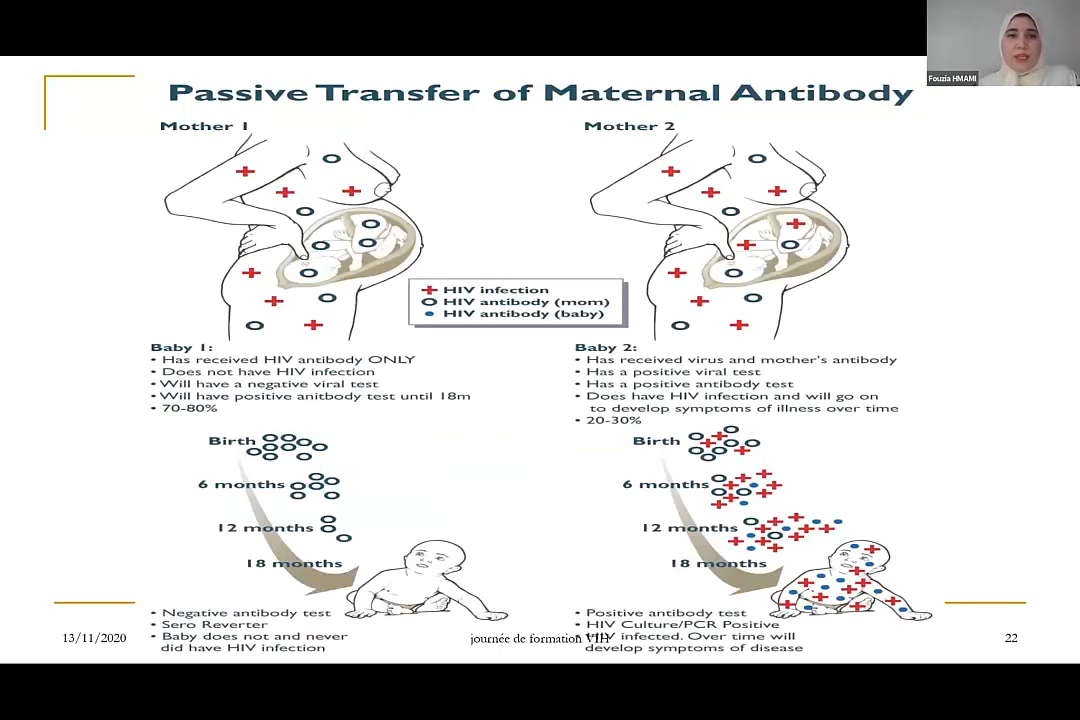 Fouzia HMAMI
Passive Transfer of Maternal Antibody
Mother 1
Mother 2
HIV infection
HIV antibody (mom)
HIV antibody (baby)
Baby 1:
• Has received HIV antibody ONLY
• Does not have HIV infection
• Will have a negative viral test
• Will have positive anitbody test until 18m
• 70-80%
Birth
6 months
12 months
18 months
• Negative antibody test
• Sero Reverter
• Baby does not and never
did have HIV infection
Baby 2:
• Has received virus and mother's antibody
• Has a positive viral test
• Has a positive antibody test
• Does have HIV infection and will go on
to develop symptoms of illness over time
• 20-30%
Birth
6 months
12 months
18 months
• Positive antibody test
• HIV Culture/PCR Positive
• HIV infected. Over time will
develop symptoms of disease
13/11/2020
journée de formation VIH
22